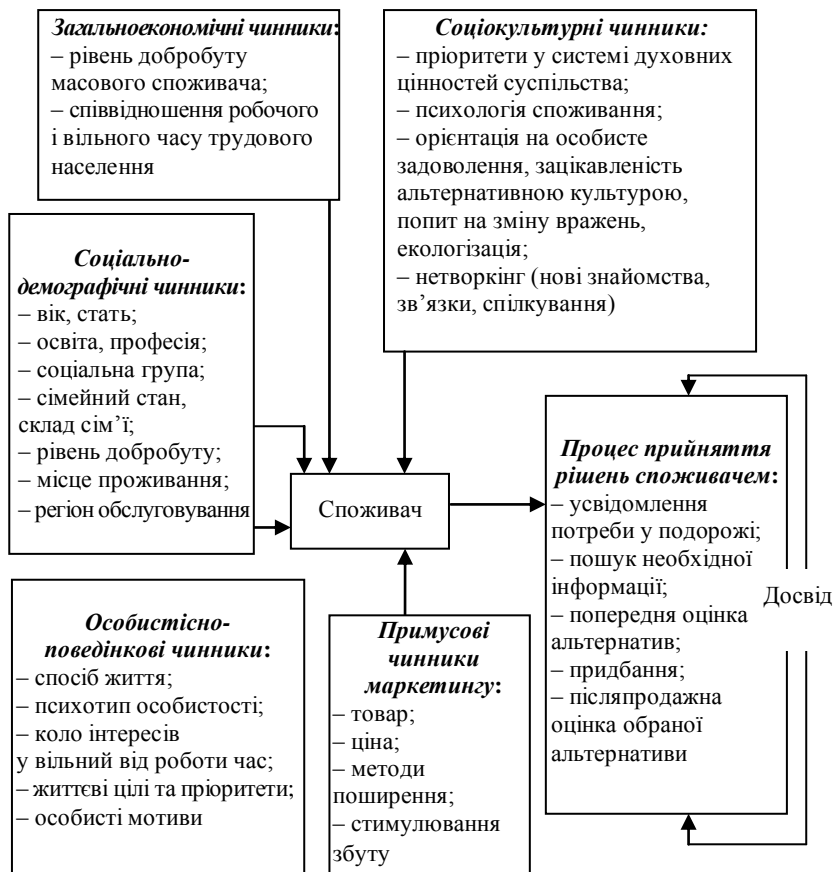 Загальноекономічні чинники:
– рівень добробуту
масового споживача;
– співвідношення робочого
і вільного часу трудового
населення
Соціокультурні чинники:
– пріоритети у системі духовних
цінностей суспільства;
– психологія споживання;
– орієнтація на особисте
задоволення, зацікавленість
альтернативною культурою,
попит на зміну вражень,
екологізація;
– нетворкінг (нові знайомства,
зв’язки, спілкування)
Соціально-
демографічні чинники:
– вік, стать;
– освіта, професія;
– соціальна група;
– сімейний стан,
склад сім’ї;
– рівень добробуту;
– місце проживання;
– регіон обслуговування
Споживач
Процес прийняття
рішень споживачем:
– усвідомлення
потреби у подорожі;
– пошук необхідної
інформації;
– попередня оцінка
альтернатив;
– придбання;
– післяпродажна
оцінка обраної
альтернативи
Досвід
Особистісно-
поведінкові чинники:
– спосіб життя;
– психотип особистості;
– коло інтересів
у вільний від роботи час;
– життєві цілі та пріоритети;
– особисті мотиви
Примусові
чинники
маркетингу:
– товар;
– ціна;
– методи
поширення;
– стимулювання
збуту